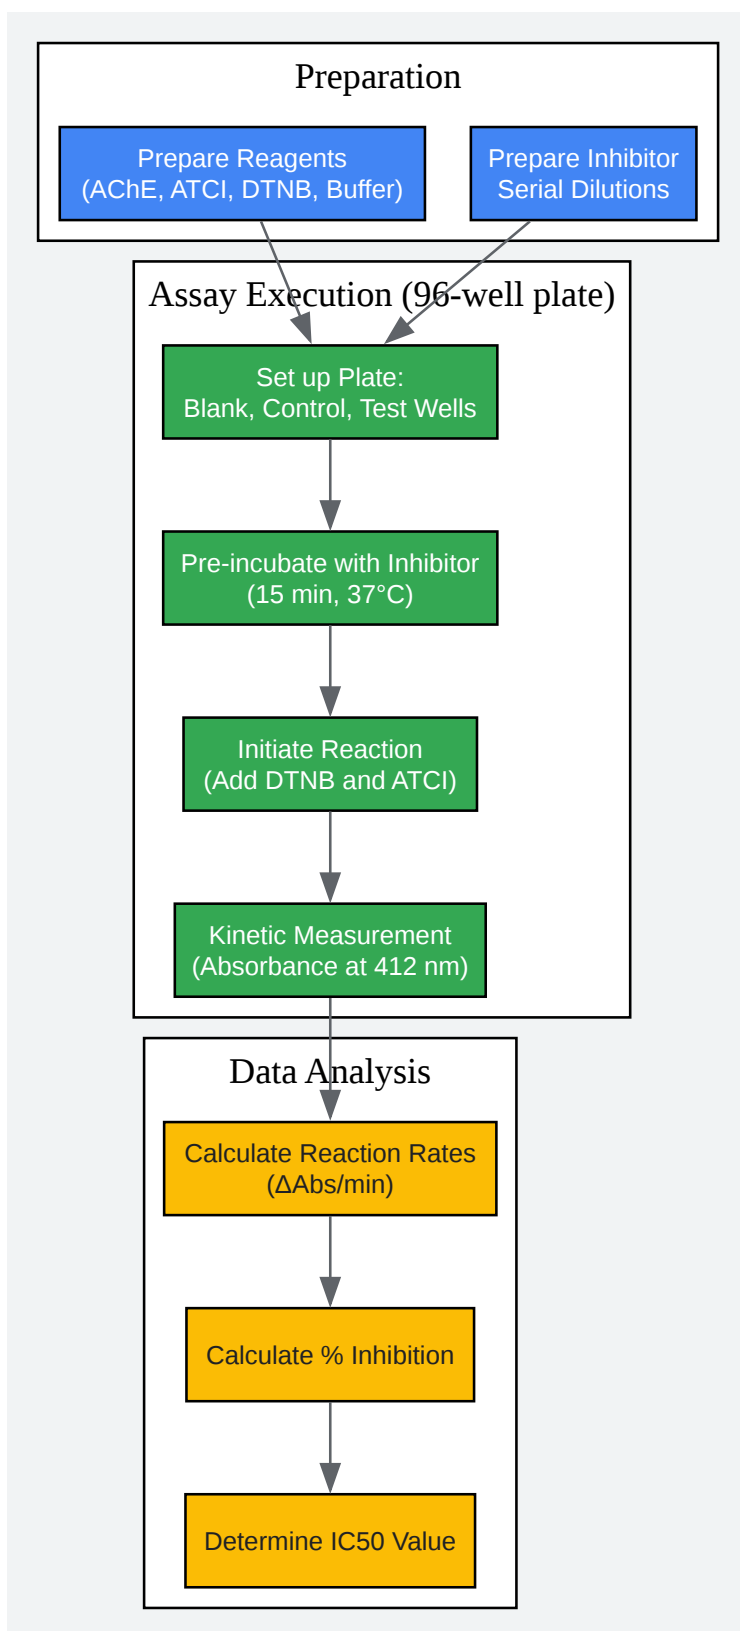 Preparation
Prepare Reagents
(AChE, ATCI, DTNB, Buffer)
Prepare Inhibitor
Serial Dilutions
Assay Execution (96-well plate)
Set up Plate:
Blank, Control, Test Wells
Pre-incubate with Inhibitor
(15 min, 37°C)
Initiate Reaction
(Add DTNB and ATCI)
Kinetic Measurement
(Absorbance at 412 nm)
Data Analysis
Calculate Reaction Rates
(ΔAbs/min)
Calculate % Inhibition
Determine IC50 Value